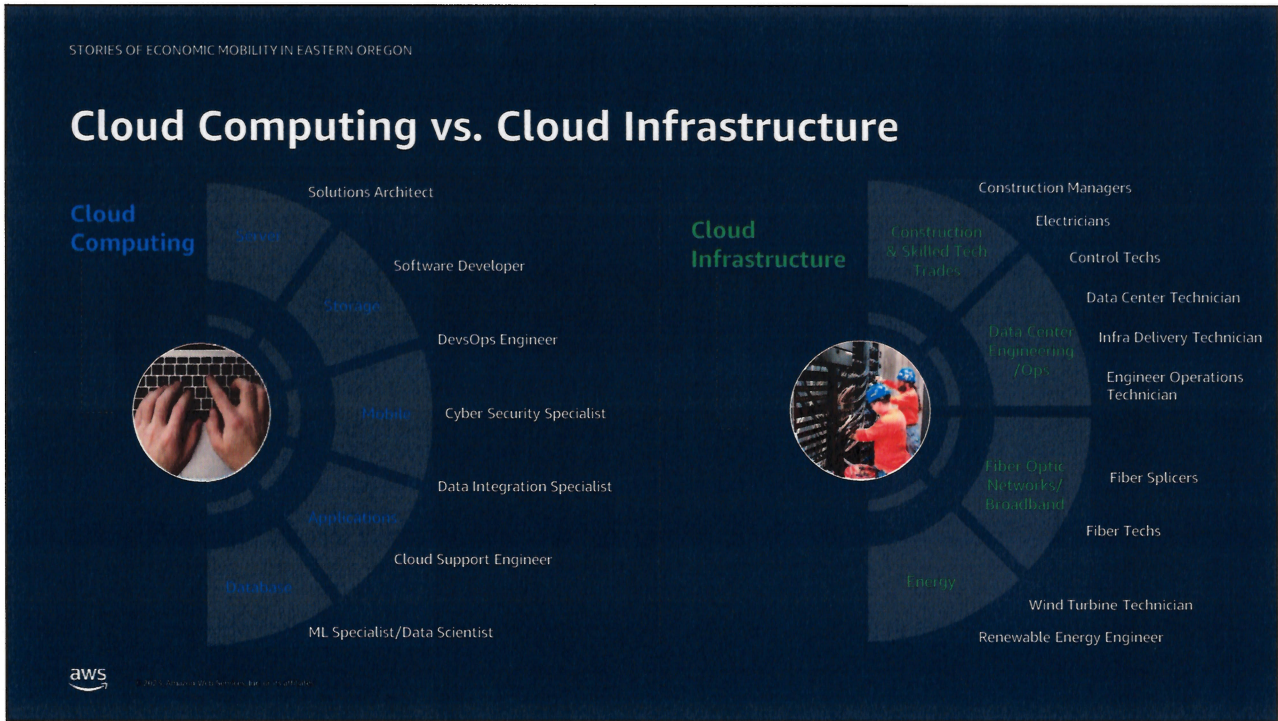 STORIES OF ECONOMIC MOBILITY IN EASTERN OREGON
Cloud Computing vs. Cloud Infrastructure
Cloud
Computing
Server
Storage
Mobile
Applications
Database
Solutions Architect
Software Developer
DevsOps Engineer
Cyber Security Specialist
Data Integration Specialist
Cloud Support Engineer
ML Specialist/Data Scientist
Cloud
Infrastructure
Construction
& Skilled Tech
Trades
Data Center
Engineering
/Ops
Fiber Optic
Networks/
Broadband
Energy
Construction Managers
Electricians
Control Techs
Data Center Technician
Infra Delivery Technician
Engineer Operations
Technician
Fiber Splicers
Fiber Techs
Wind Turbine Technician
Renewable Energy Engineer
aws